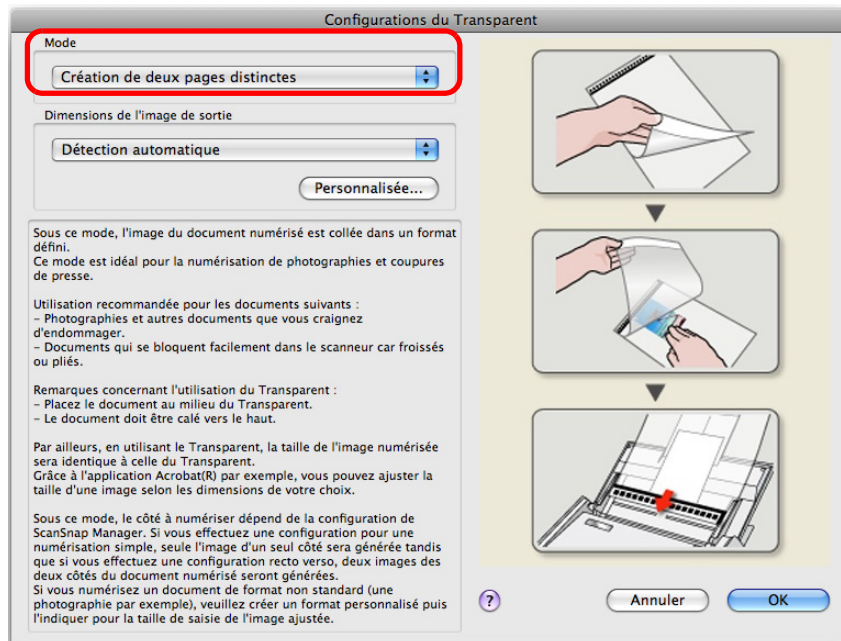 Configurations du Transparent
Mode
Création de deux pages distinctes
Dimensions de l'image de sortie
Détection automatique
Personnalisée...
Sous ce mode, l'image du document numérisé est collée dans un format
défini.
Ce mode est idéal pour la numérisation de photographies et coupures
de presse.
Utilisation recommandée pour les documents suivants :
- Photographies et autres documents que vous craignez
d'endommager.
- Documents qui se bloquent facilement dans le scanneur car froissés
ou pliés.
Remarques concernant l'utilisation du Transparent :
- Placez le document au milieu du Transparent.
- Le document doit être calé vers le haut.
Par ailleurs, en utilisant le Transparent, la taille de l'image numérisée
sera identique à celle du Transparent.
Grâce à l'application Acrobat(R) par exemple, vous pouvez ajuster la
taille d'une image selon les dimensions de votre choix.
Sous ce mode, le côté à numériser dépend de la configuration de
ScanSnap Manager. Si vous effectuez une configuration pour une
numérisation simple, seule l'image d'un seul côté sera générée tandis
que si vous effectuez une configuration recto verso, deux images des
deux côtés du document numérisé seront générées.
Si vous numérisez un document de format non standard (une
photographie par exemple), veuillez créer un format personnalisé puis
l'indiquer pour la taille de saisie de l'image ajustée.
?
Annuler
OK